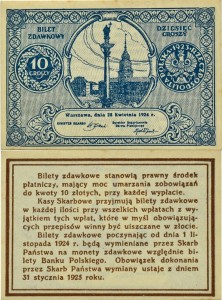 BILET
ZDAWKOWY
DZIESIĘĆ
GROSZY
10
GROSZY
Warszawa, dnia 28 kwietnia 1924 r.
MINISTER SKARBU
Bilety zdawkowe stanowią prawny środek
płatniczy, mający moc umarzania zobowiązań
do kwoty 10 złotych, przy każdej wypłacie.
Kasy Skarbowe przyjmują bilety zdawkowe
w każdej ilości przy wszelkich wpłatach z wy-
jątkiem tych wpłat, które w myśl obowiązują-
cych przepisów winny być uiszczane w złocie.
Bilety zdawkowe poczynając od dnia 1 li-
stopada 1924 r. będą wymieniane przez Skarb
Państwa na monety zdawkowe względnie bi-
lety Banku Polskiego. Obowiązek dokonania
przez Skarb Państwa wymiany ustaje z dniem
31 stycznia 1925 roku.